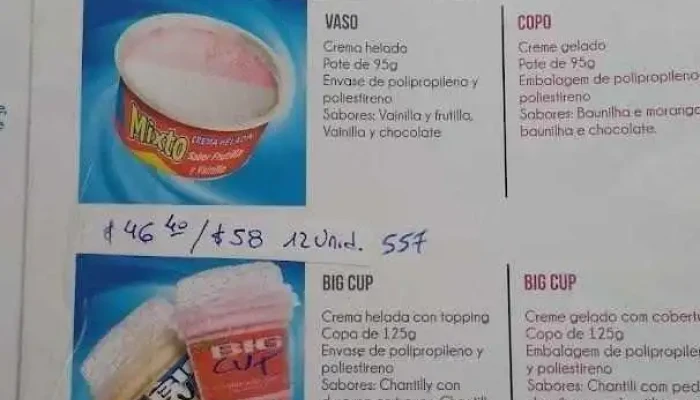 VASO
Crema helada
Pote de 95g
Envase de polipropileno y
poliestireno
Sabores: Vainilla y frutilla,
Vainilla y chocolate
COPO
Creme gelado
Pote de 95g
Embalagem de polipropileno
poliestireno
Sabores: Baunilha e morango
baunilha e chocolate.
Mixto
CREMA HELADA
Sabor Frutilla
y Vainilla
$46 40 / $58 12 Unid. 557
BIG CUP
Crema helada con topping
Copa de 125g
Envase de polipropileno y
poliestireno
Sabores: Chantilly con
BIG CUP
Creme gelado com cobertu
Copo de 125g
Embalagem de polipropile
y poliestireno
Sabores: Chantili com ped
BIG
CUP